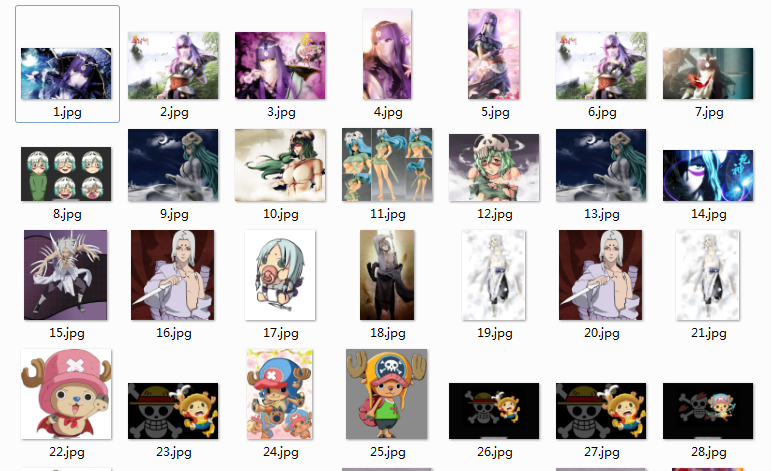 1.jpg 2.jpg 3.jpg 4.jpg 5.jpg 6.jpg 7.jpg
8.jpg 9.jpg 10.jpg 11.jpg 12.jpg 13.jpg 14.jpg
死神
15.jpg 16.jpg 17.jpg 18.jpg 19.jpg 20.jpg 21.jpg
22.jpg 23.jpg 24.jpg 25.jpg 26.jpg 27.jpg 28.jpg